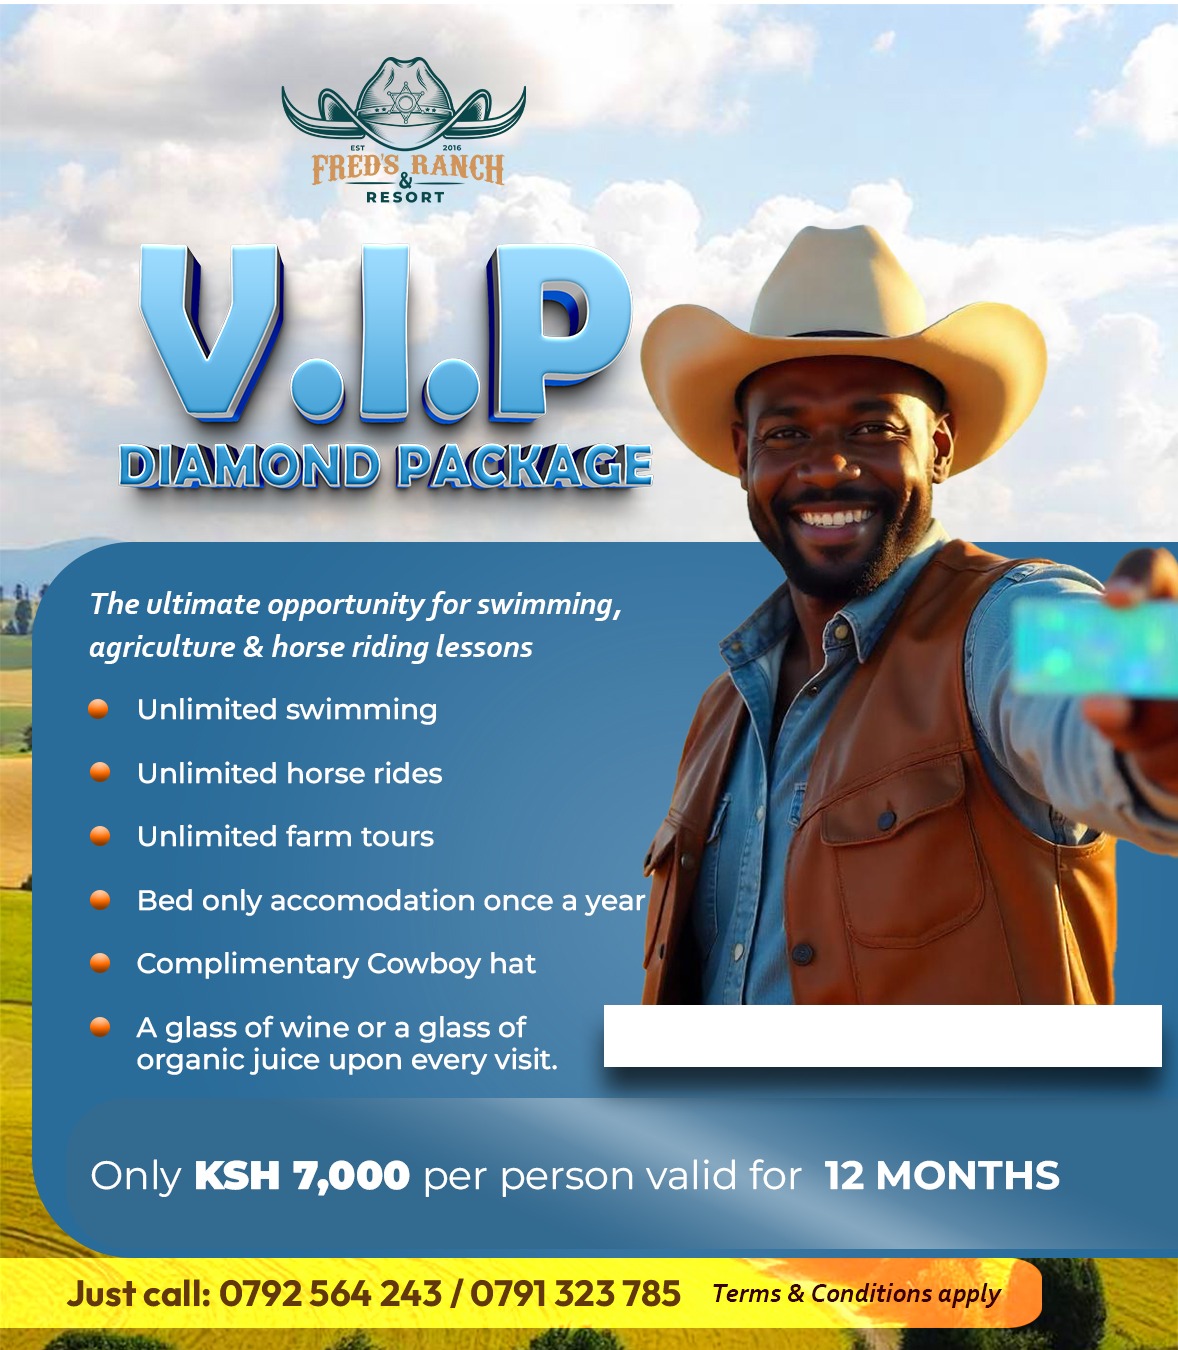 EST 2016
FRED'S RANCH
&
RESORT
V.I.P
DIAMOND PACKAGE
The ultimate opportunity for swimming,
agriculture & horse riding lessons
Unlimited swimming
Unlimited horse rides
Unlimited farm tours
Bed only accomodation once a year
Complimentary Cowboy hat
A glass of wine or a glass of
organic juice upon every visit.
Only KSH 7,000 per person valid for 12 MONTHS
Just call: 0792 564 243 / 0791 323 785 Terms & Conditions apply